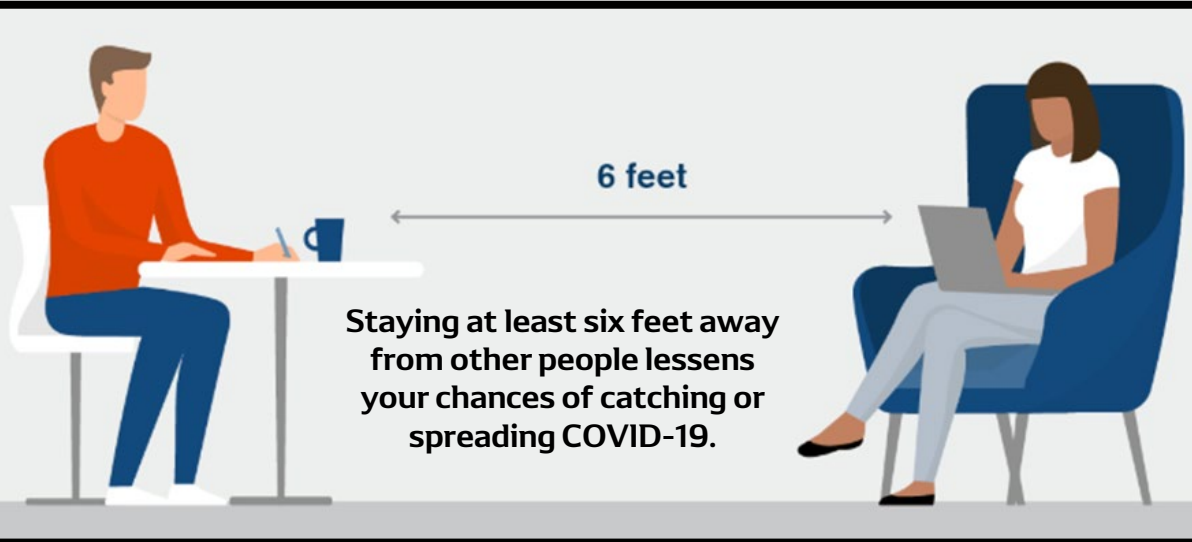 6 feet
Staying at least six feet away
from other people lessens
your chances of catching or
spreading COVID-19.